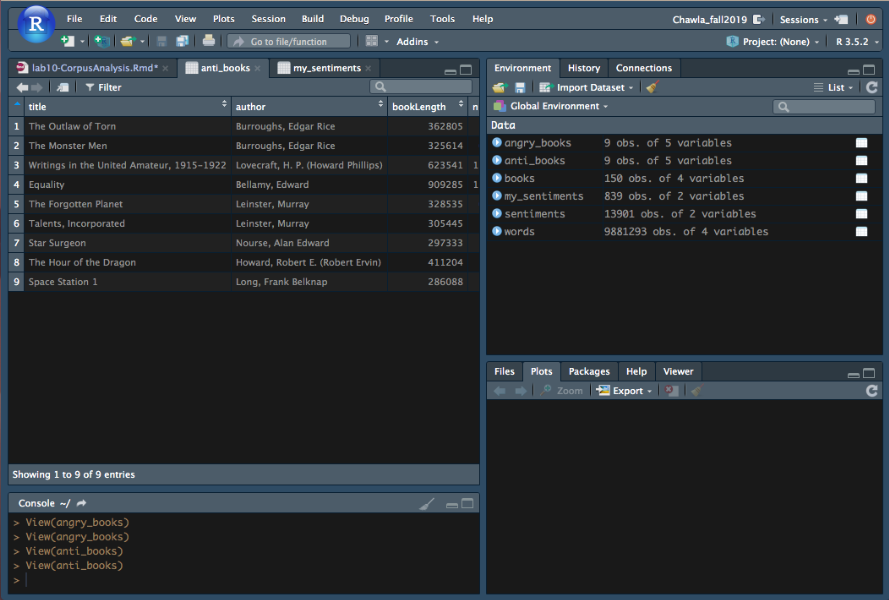 R File Edit Code View Plots Session Build Debug Profile Tools Help Chawla_fall2019 Sessions
Go to file/function Addins Project: (None) R 3.5.2
lab10-CorpusAnalysis.Rmd* anti_books my_sentiments
Filter
title author bookLength n
1 The Outlaw of Torn Burroughs, Edgar Rice 362805
2 The Monster Men Burroughs, Edgar Rice 325614
3 Writings in the United Amateur, 1915-1922 Lovecraft, H. P. (Howard Phillips) 623541 1
4 Equality Bellamy, Edward 909285 1
5 The Forgotten Planet Leinster, Murray 328535
6 Talents, Incorporated Leinster, Murray 305445
7 Star Surgeon Nourse, Alan Edward 297333
8 The Hour of the Dragon Howard, Robert E. (Robert Ervin) 411204
9 Space Station 1 Long, Frank Belknap 286088
Showing 1 to 9 of 9 entries
Console ~/
> View(angry_books)
> View(angry_books)
> View(anti_books)
> View(anti_books)
>
Environment History Connections
Import Dataset List
Global Environment
Data
angry_books 9 obs. of 5 variables
anti_books 9 obs. of 5 variables
books 150 obs. of 4 variables
my_sentiments 839 obs. of 2 variables
sentiments 13901 obs. of 2 variables
words 9881293 obs. of 4 variables
Files Plots Packages Help Viewer
Zoom Export